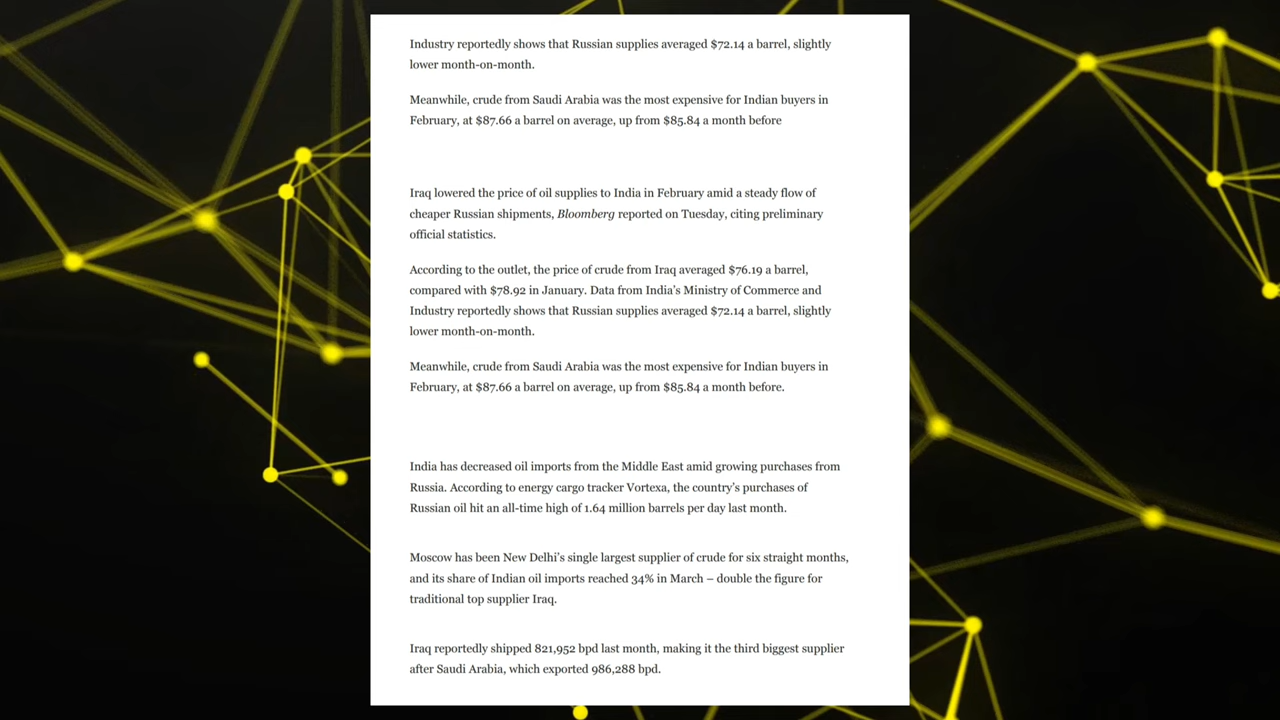 Industry reportedly shows that Russian supplies averaged $72.14 a barrel, slightly
lower month-on-month.
Meanwhile, crude from Saudi Arabia was the most expensive for Indian buyers in
February, at $87.66 a barrel on average, up from $85.84 a month before
Iraq lowered the price of oil supplies to India in February amid a steady flow of
cheaper Russian shipments, Bloomberg reported on Tuesday, citing preliminary
official statistics.
According to the outlet, the price of crude from Iraq averaged $76.19 a barrel,
compared with $78.92 in January. Data from India’s Ministry of Commerce and
Industry reportedly shows that Russian supplies averaged $72.14 a barrel, slightly
lower month-on-month.
Meanwhile, crude from Saudi Arabia was the most expensive for Indian buyers in
February, at $87.66 a barrel on average, up from $85.84 a month before.
India has decreased oil imports from the Middle East amid growing purchases from
Russia. According to energy cargo tracker Vortexa, the country’s purchases of
Russian oil hit an all-time high of 1.64 million barrels per day last month.
Moscow has been New Delhi’s single largest supplier of crude for six straight months,
and its share of Indian oil imports reached 34% in March – double the figure for
traditional top supplier Iraq.
Iraq reportedly shipped 821,952 bpd last month, making it the third biggest supplier
after Saudi Arabia, which exported 986,288 bpd.